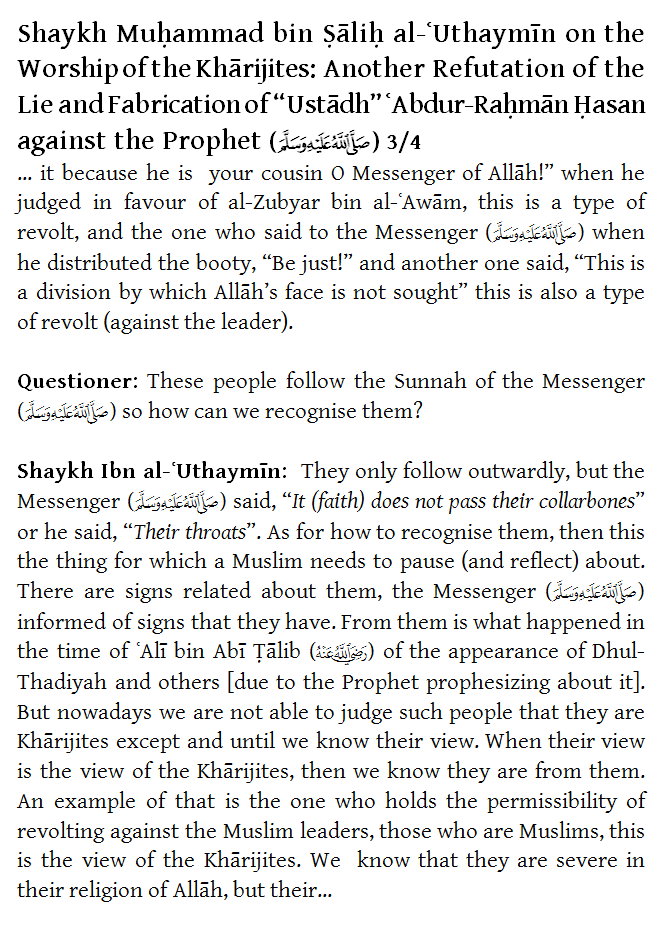 Shaykh Muḥammad bin Ṣāliḥ al-ʿUthaymīn on the
Worship of the Khārijites: Another Refutation of the
Lie and Fabrication of “Ustādh” ʿAbdur-Raḥmān Ḥasan
against the Prophet (صَلَّى اللَّهُ عَلَيْهِ وَسَلَّمَ) 3/4
... it because he is your cousin O Messenger of Allāh!” when he
judged in favour of al-Zubyar bin al-ʿAwām, this is a type of
revolt, and the one who said to the Messenger (صَلَّى اللَّهُ عَلَيْهِ وَسَلَّمَ) when
he distributed the booty, “Be just!” and another one said, “This is
a division by which Allāh’s face is not sought” this is also a type
of revolt (against the leader).
Questioner: These people follow the Sunnah of the Messenger
(صَلَّى اللَّهُ عَلَيْهِ وَسَلَّمَ) so how can we recognise them?
Shaykh Ibn al-ʿUthaymīn: They only follow outwardly, but the
Messenger (صَلَّى اللَّهُ عَلَيْهِ وَسَلَّمَ) said, “It (faith) does not pass their collarbones”
or he said, “Their throats”. As for how to recognise them, then this
the thing for which a Muslim needs to pause (and reflect) about.
There are signs related about them, the Messenger (صَلَّى اللَّهُ عَلَيْهِ وَسَلَّمَ)
informed of signs that they have. From them is what happened in
the time of ʿAlī bin Abī Ṭālib (رَضِيَ اللَّهُ عَنْهُ) of the appearance of Dhul-
Thadiyah and others [due to the Prophet prophesizing about it].
But nowadays we are not able to judge such people that they are
Khārijites except and until we know their view. When their view
is the view of the Khārijites, then we know they are from them.
An example of that is the one who holds the permissibility of
revolting against the Muslim leaders, those who are Muslims, this
is the view of the Khārijites. We know that they are severe in
their religion of Allāh, but their...